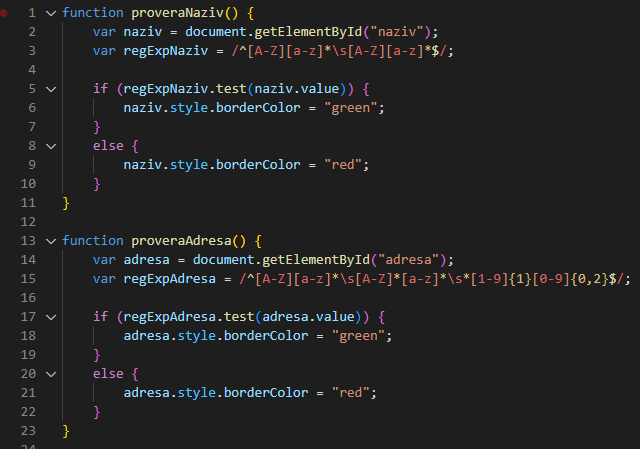 1 function proveraNaziv() {
2 var naziv = document.getElementById("naziv");
3 var regExpNaziv = /^[A-Z][a-z]*\s[A-Z][a-z]*$/;
4
5 if (regExpNaziv.test(naziv.value)) {
6 naziv.style.borderColor = "green";
7 }
8 else {
9 naziv.style.borderColor = "red";
10 }
11 }
12
13 function proveraAdresa() {
14 var adresa = document.getElementById("adresa");
15 var regExpAdresa = /^[A-Z][a-z]*\s[A-Z]*[a-z]*\s*[1-9]{1}[0-9]{0,2}$/;
16
17 if (regExpAdresa.test(adresa.value)) {
18 adresa.style.borderColor = "green";
19 }
20 else {
21 adresa.style.borderColor = "red";
22 }
23 }
24